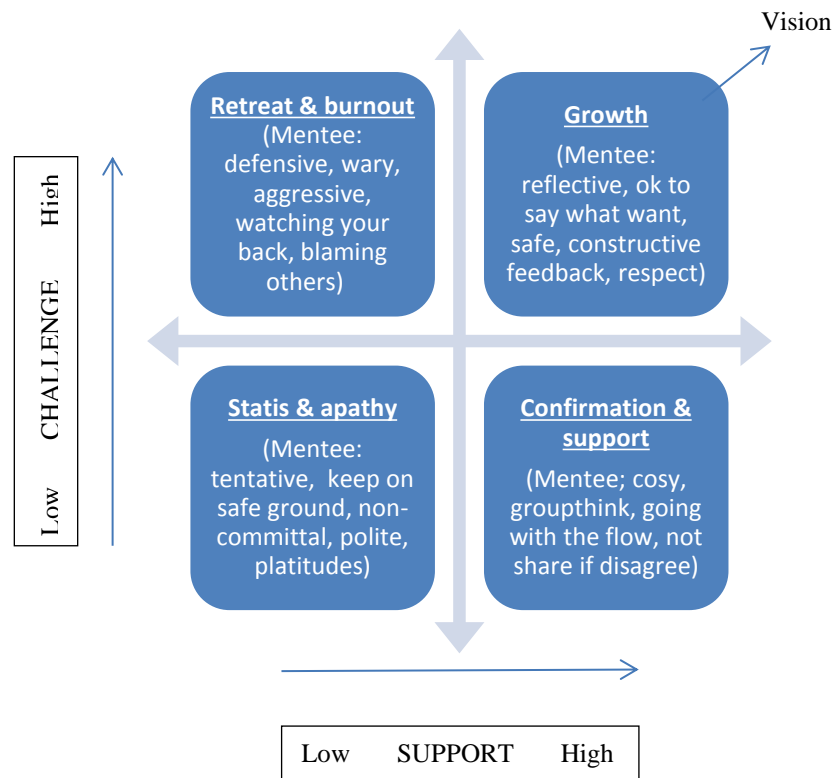 Vision
Retreat & burnout
(Mentee:
defensive, wary,
aggressive,
watching your
back, blaming
others)
Growth
(Mentee:
reflective, ok to
say what want,
safe, constructive
feedback, respect)
Low CHALLENGE High
Statis & apathy
(Mentee:
tentative, keep on
safe ground, non-
committal, polite,
platitudes)
Confirmation &
support
(Mentee; cosy,
groupthink, going
with the flow, not
share if disagree)
Low SUPPORT High